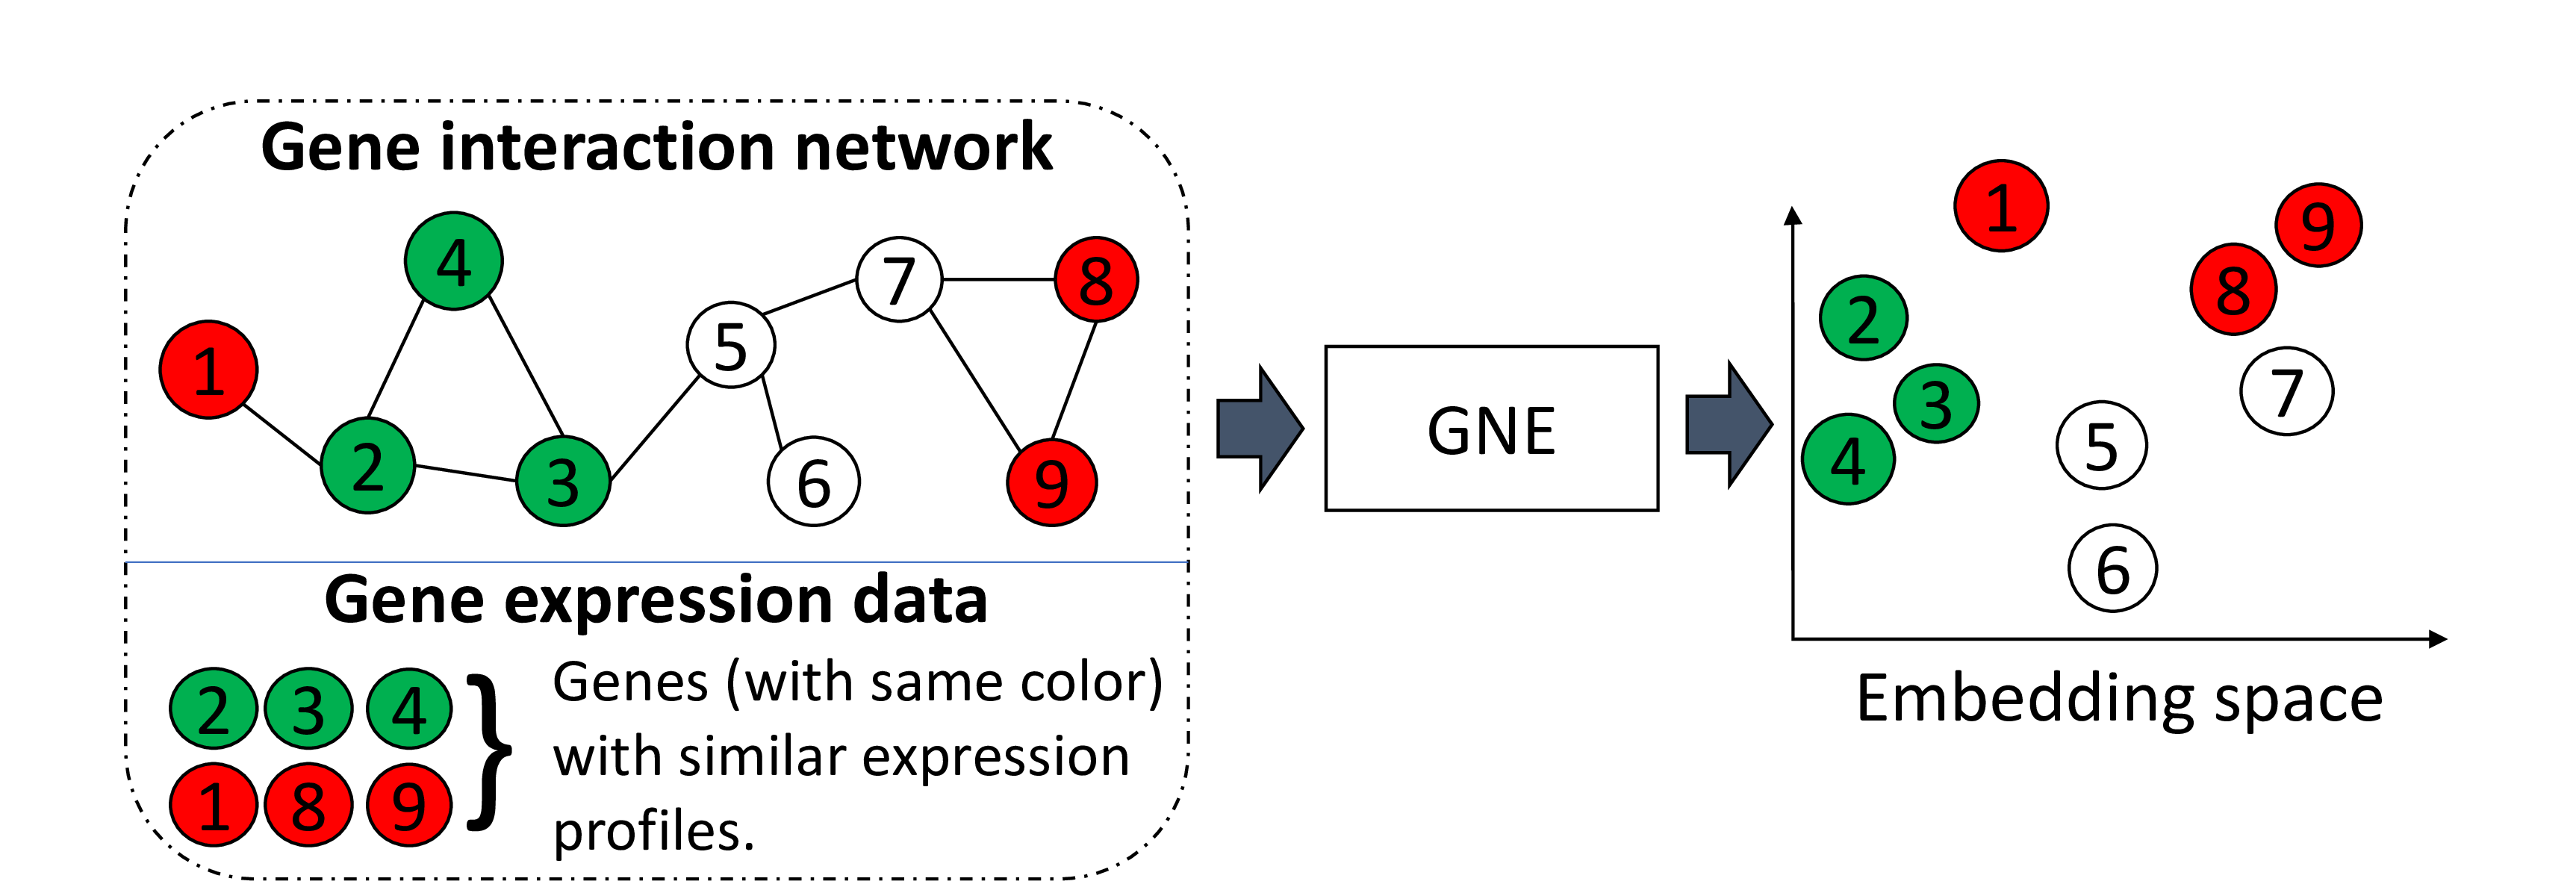 Gene interaction network
4
7
8
5
1
2
3
6
9
Gene expression data
2 3 4
1 8 9
Genes (with same color)
with similar expression
profiles.
GNE
1
9
8
2
7
3
5
4
6
Embedding space